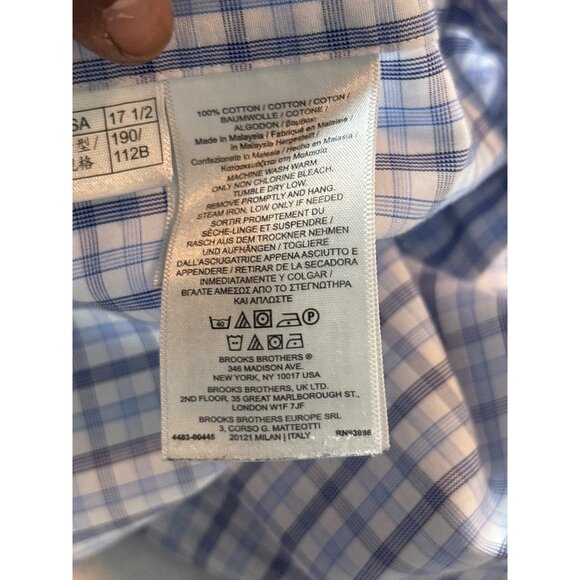 SA 17 1/2
型/ 190/
格 112B
100% COTTON / COTTON / COTON /
BAUMWOLLE / COTONE /
ALGODON / Βαμβάκι
Made in Malaysia / Fabriqué en Malaisie /
in Malaysia Hergestellt /
Confezionato in Malesia / Hecho en Malasia /
Κατασκευάζεται στη Μαλαισία
MACHINE WASH WARM.
ONLY NON CHLORINE BLEACH.
TUMBLE DRY LOW.
REMOVE PROMPTLY AND HANG.
STEAM IRON, LOW ONLY IF NEEDED
SORTIR PROMPTEMENT DU
SÈCHE-LINGE ET SUSPENDRE /
RASCH AUS DEM TROCKNER NEHMEN
UND AUFHÄNGEN / TOGLIERE
DALL'ASCIUGATRICE APPENA ASCIUTTO E
APPENDERE / RETIRAR DE LA SECADORA
INMEDIATAMENTE Y COLGAR /
ΒΓΑΛΤΕ ΑΜΕΣΩΣ ΑΠΟ ΤΟ ΣΤΕΓΝΩΤΗΡΑ
ΚΑΙ ΑΠΛΩΣΤΕ
40 P
BROOKS BROTHERS ®
346 MADISON AVE.
NEW YORK, NY 10017 USA
BROOKS BROTHERS, UK LTD.
2ND FLOOR, 35 GREAT MARLBOROUGH ST.,
LONDON W1F 7JF
BROOKS BROTHERS EUROPE SRL
3, CORSO G. MATTEOTTI
4483-00445 20121 MILAN | ITALY RN93986